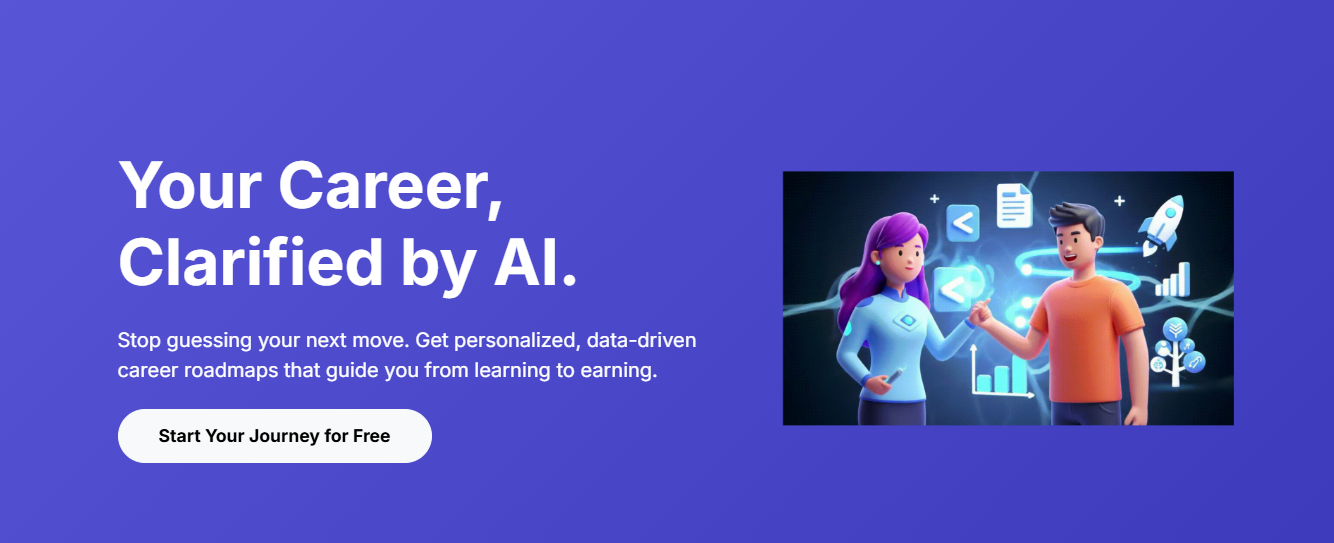 Your Career,
Clarified by AI.
Stop guessing your next move. Get personalized, data-driven
career roadmaps that guide you from learning to earning.
Start Your Journey for Free